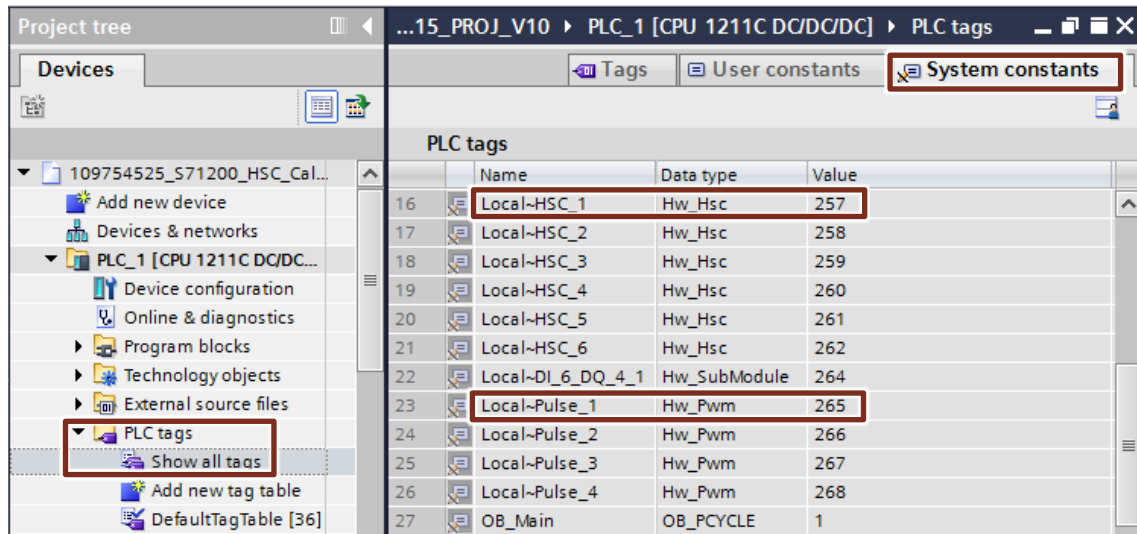 Project tree
...15_PROJ_V10 ▸ PLC_1 [CPU 1211C DC/DC/DC] ▸ PLC tags
Devices
Tags
User constants
System constants
PLC tags
Name Data type Value
109754525_S71200_HSC_Cal...
Add new device
Devices & networks
PLC_1 [CPU 1211C DC/DC...
Device configuration
Online & diagnostics
Program blocks
Technology objects
External source files
PLC tags
Show all tags
Add new tag table
DefaultTagTable [36]
16 Local~HSC_1 Hw_Hsc 257
17 Local~HSC_2 Hw_Hsc 258
18 Local~HSC_3 Hw_Hsc 259
19 Local~HSC_4 Hw_Hsc 260
20 Local~HSC_5 Hw_Hsc 261
21 Local~HSC_6 Hw_Hsc 262
22 Local~DI_6_DQ_4_1 Hw_SubModule 264
23 Local~Pulse_1 Hw_Pwm 265
24 Local~Pulse_2 Hw_Pwm 266
25 Local~Pulse_3 Hw_Pwm 267
26 Local~Pulse_4 Hw_Pwm 268
27 OB_Main OB_PCYCLE 1